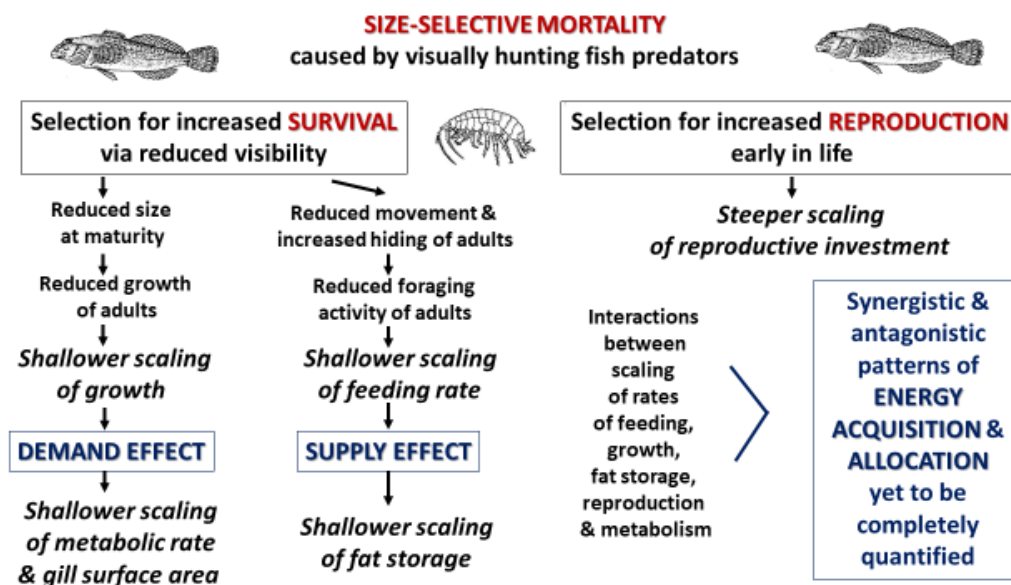 SIZE-SELECTIVE MORTALITY
caused by visually hunting fish predators
Selection for increased SURVIVAL
via reduced visibility
Reduced size
at maturity
Reduced growth
of adults
Shallower scaling
of growth
DEMAND EFFECT
Shallower scaling
of metabolic rate
& gill surface area
Reduced movement &
increased hiding of adults
Reduced foraging
activity of adults
Shallower scaling
of feeding rate
SUPPLY EFFECT
Shallower scaling
of fat storage
Selection for increased REPRODUCTION
early in life
Steeper scaling
of reproductive investment
Interactions
between
scaling
of rates
of feeding,
growth,
fat storage,
reproduction
& metabolism
Synergistic &
antagonistic
patterns of
ENERGY
ACQUISITION &
ALLOCATION
yet to be
completely
quantified